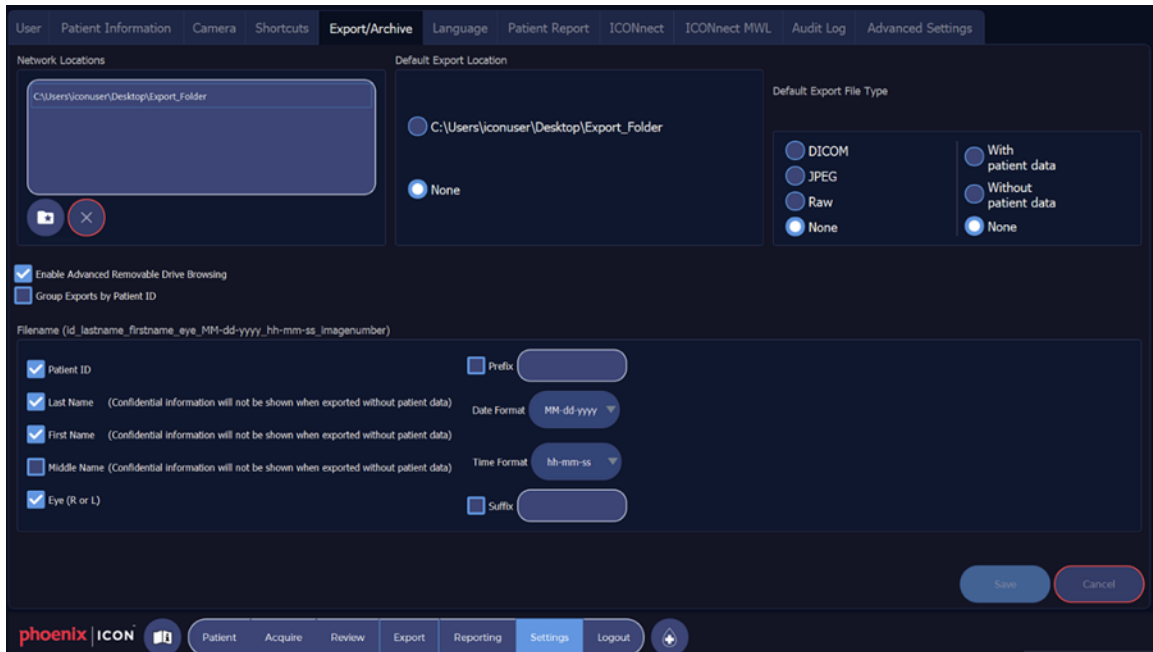 User Patient Information Camera Shortcuts Export/Archive Language Patient Report ICONnect ICONnect MWL Audit Log Advanced Settings
Network Locations
C:\Users\iconuser\Desktop\Export_Folder
Default Export Location
C:\Users\iconuser\Desktop\Export_Folder
None
Default Export File Type
DICOM
JPEG
Raw
None
With
patient data
Without
patient data
None
Enable Advanced Removable Drive Browsing
Group Exports by Patient ID
Filename (id_lastname_firstname_eye_MM-dd-yyyy_hh-mm-ss_imagenumber)
Patient ID
Last Name (Confidential information will not be shown when exported without patient data)
First Name (Confidential information will not be shown when exported without patient data)
Middle Name (Confidential information will not be shown when exported without patient data)
Eye (R or L)
Prefix
Date Format MM-dd-yyyy
Time Format hh-mm-ss
Suffix
Save Cancel
phoenix | ICON Patient Acquire Review Export Reporting Settings Logout